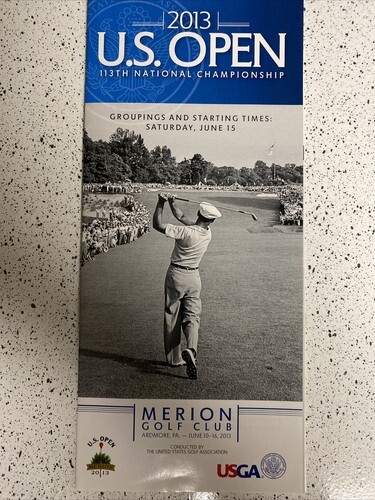 2013
U.S. OPEN
113TH NATIONAL CHAMPIONSHIP
GROUPINGS AND STARTING TIMES:
SATURDAY, JUNE 15
MERION
GOLF CLUB
ARDMORE, PA. — JUNE 10-16, 2013
CONDUCTED BY
THE UNITED STATES GOLF ASSOCIATION
U.S. OPEN
2013
USGA